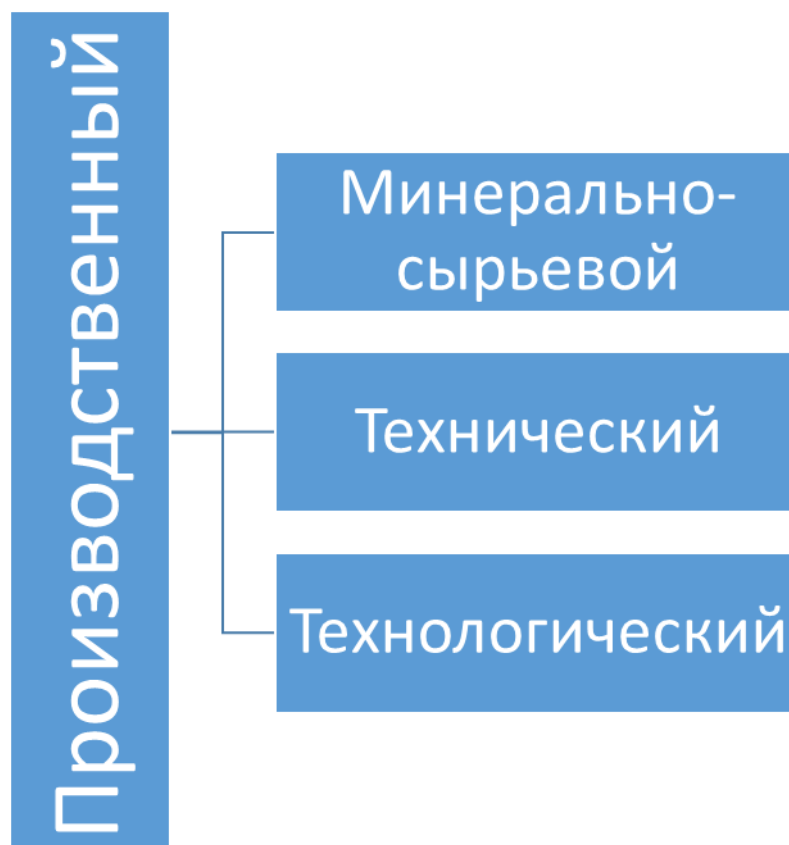 Производственный
Минерально-
сырьевой
Технический
Технологический